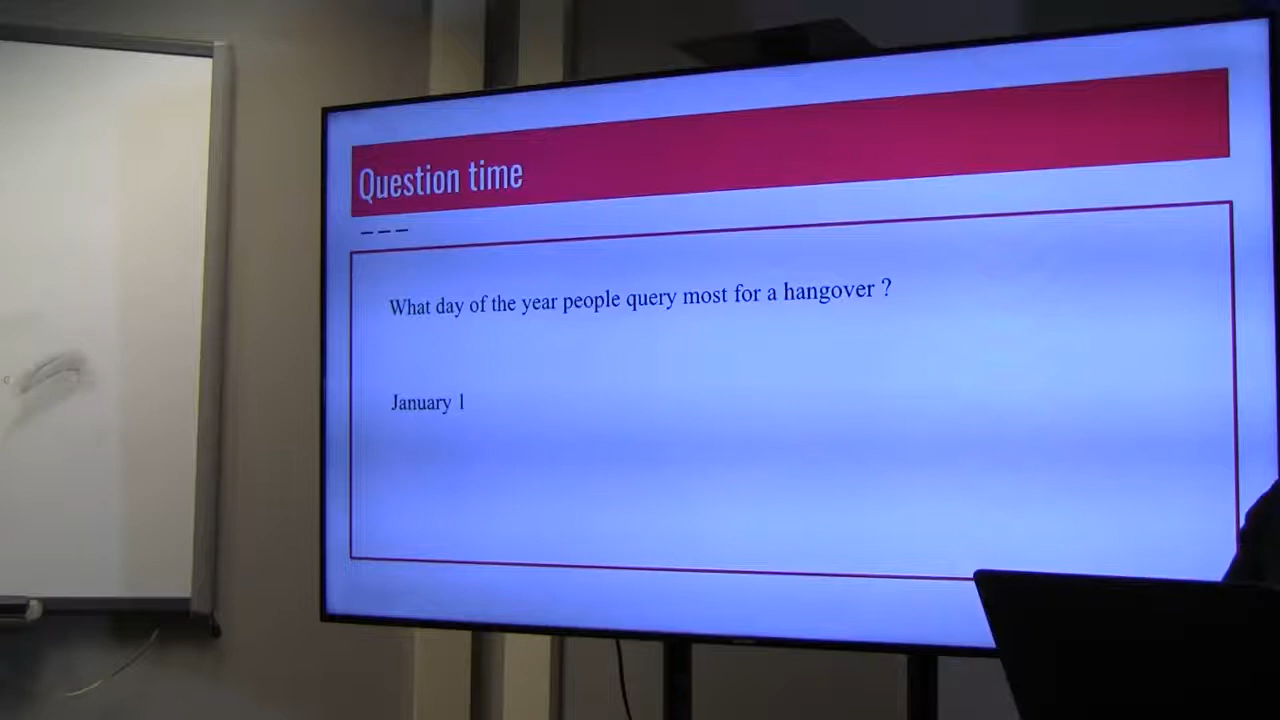 Question time
What day of the year people query most for a hangover ?
January 1